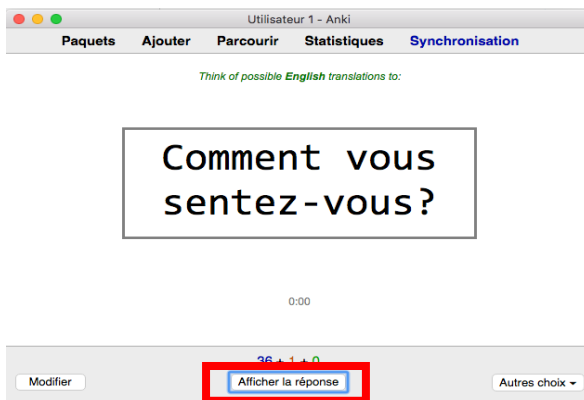 Utilisateur 1 - Anki
Paquets Ajouter Parcourir Statistiques Synchronisation
Think of possible English translations to:
Comment vous
sentez-vous?
0:00
36 + 1 + 0
Modifier Afficher la réponse Autres choix